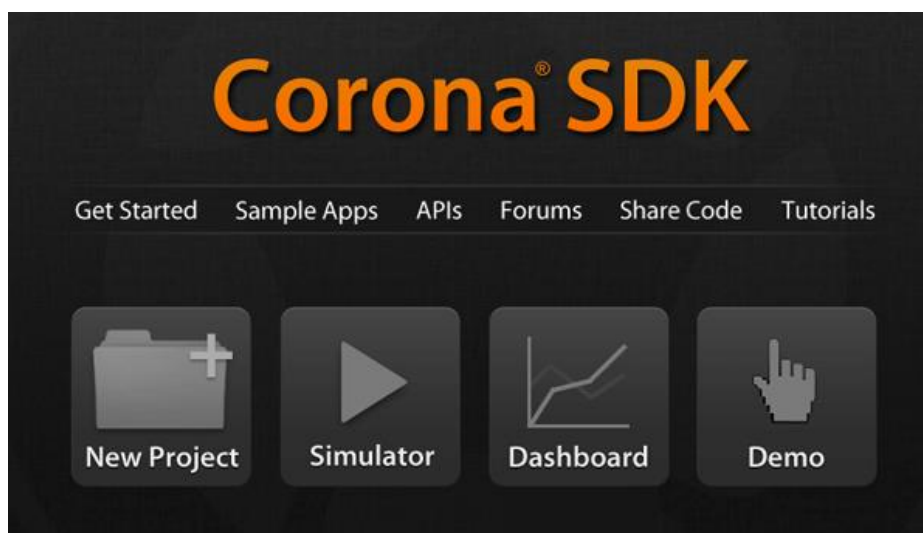 Corona® SDK
Get Started Sample Apps APIs Forums Share Code Tutorials
New Project Simulator Dashboard Demo